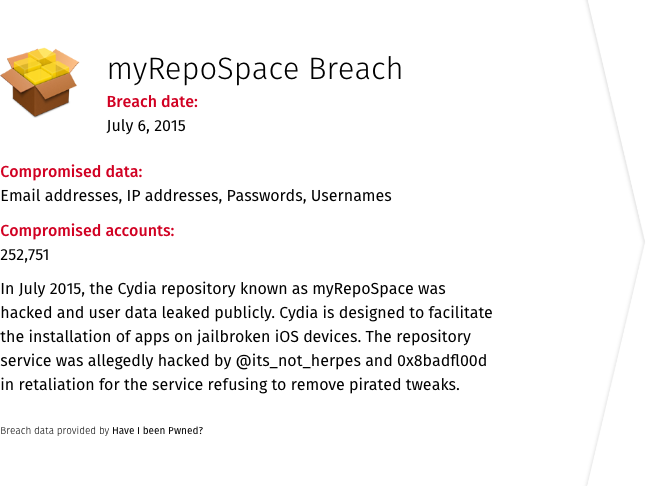 myRepoSpace Breach
Breach date:
July 6, 2015
Compromised data:
Email addresses, IP addresses, Passwords, Usernames
Compromised accounts:
252,751
In July 2015, the Cydia repository known as myRepoSpace was
hacked and user data leaked publicly. Cydia is designed to facilitate
the installation of apps on jailbroken iOS devices. The repository
service was allegedly hacked by @its_not_herpes and 0x8badfl00d
in retaliation for the service refusing to remove pirated tweaks.
Breach data provided by Have I been Pwned?